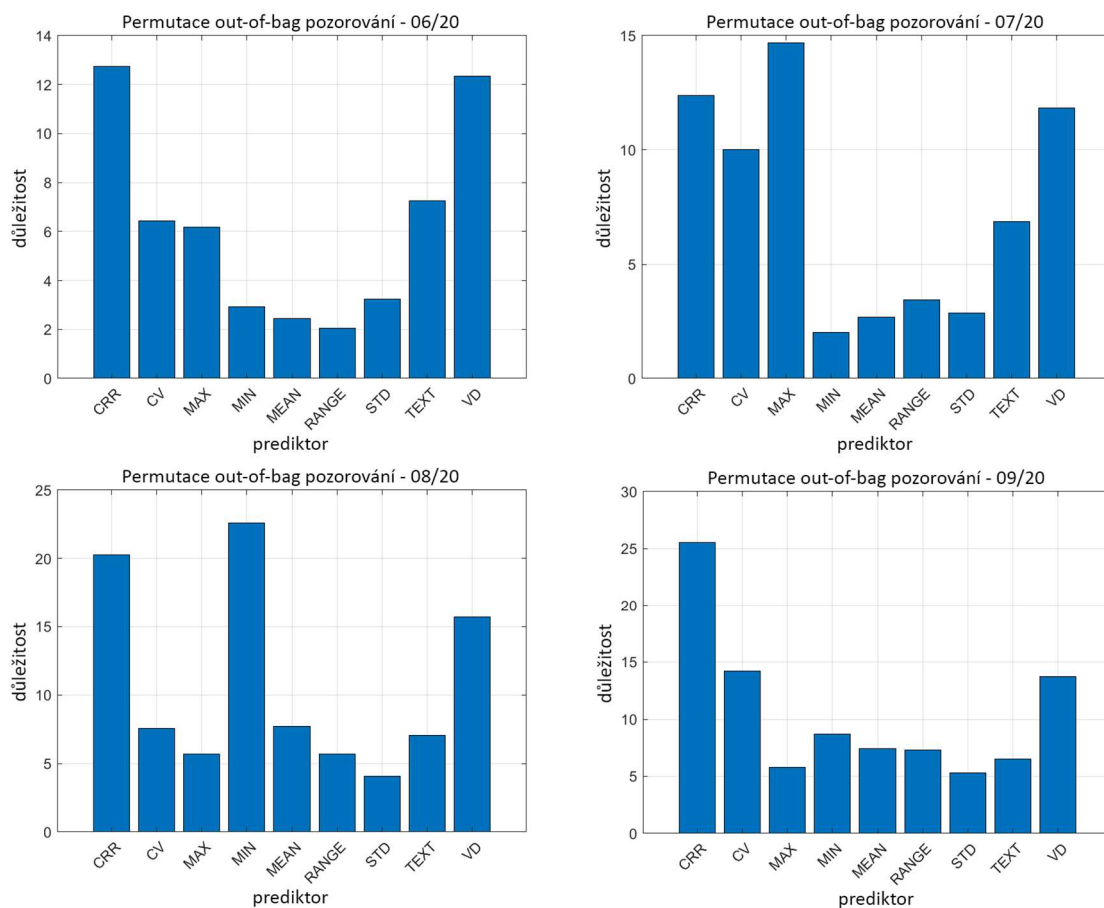 Permutace out-of-bag pozorování - 06/20
14
12
10
8
6
4
2
0
důležitost
CRR
CV
MAX
MIN
MEAN
RANGE
STD
TEXT
VD
prediktor
Permutace out-of-bag pozorování - 07/20
15
10
5
0
důležitost
CRR
CV
MAX
MIN
MEAN
RANGE
STD
TEXT
VD
prediktor
Permutace out-of-bag pozorování - 08/20
25
20
15
10
5
0
důležitost
CRR
CV
MAX
MIN
MEAN
RANGE
STD
TEXT
VD
prediktor
Permutace out-of-bag pozorování - 09/20
30
25
20
15
10
5
0
důležitost
CRR
CV
MAX
MIN
MEAN
RANGE
STD
TEXT
VD
prediktor